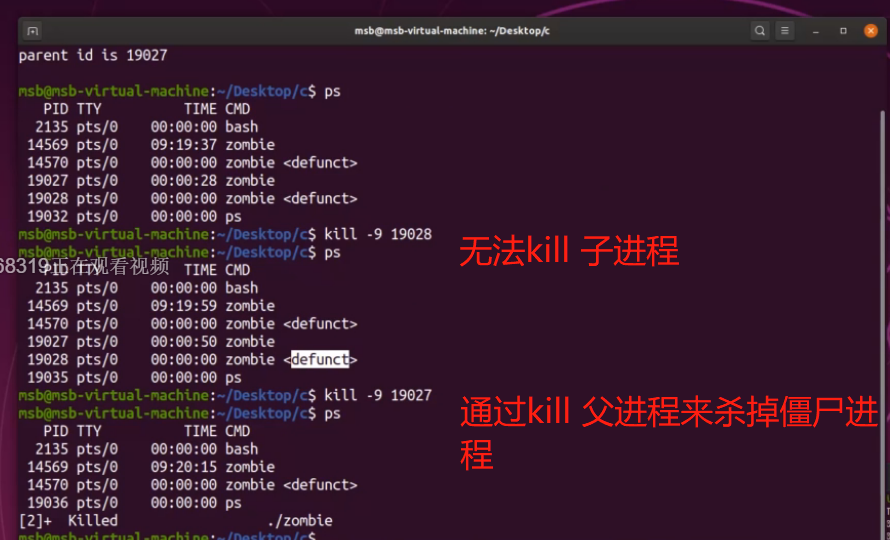 msb@msb-virtual-machine: ~/Desktop/c
parent id is 19027
msb@msb-virtual-machine:~/Desktop/c$ ps
PID TTY TIME CMD
2135 pts/0 00:00:00 bash
14569 pts/0 09:19:37 zombie
14570 pts/0 00:00:00 zombie <defunct>
19027 pts/0 00:00:28 zombie
19028 pts/0 00:00:00 zombie <defunct>
19032 pts/0 00:00:00 ps
msb@msb-virtual-machine:~/Desktop/c$ kill -9 19028
无法kill 子进程
msb@msb-virtual-machine:~/Desktop/c$ ps
68319正在观看视频
PID TTY TIME CMD
2135 pts/0 00:00:00 bash
14569 pts/0 09:19:59 zombie
14570 pts/0 00:00:00 zombie <defunct>
19027 pts/0 00:00:50 zombie
19028 pts/0 00:00:00 zombie <defunct>
19035 pts/0 00:00:00 ps
msb@msb-virtual-machine:~/Desktop/c$ kill -9 19027
通过kill 父进程来杀掉僵尸进
程
msb@msb-virtual-machine:~/Desktop/c$ ps
PID TTY TIME CMD
2135 pts/0 00:00:00 bash
14569 pts/0 09:20:15 zombie
14570 pts/0 00:00:00 zombie <defunct>
19036 pts/0 00:00:00 ps
[2]+ Killed ./zombie
msb@msb-virtual-machine:~/Desktop/c$